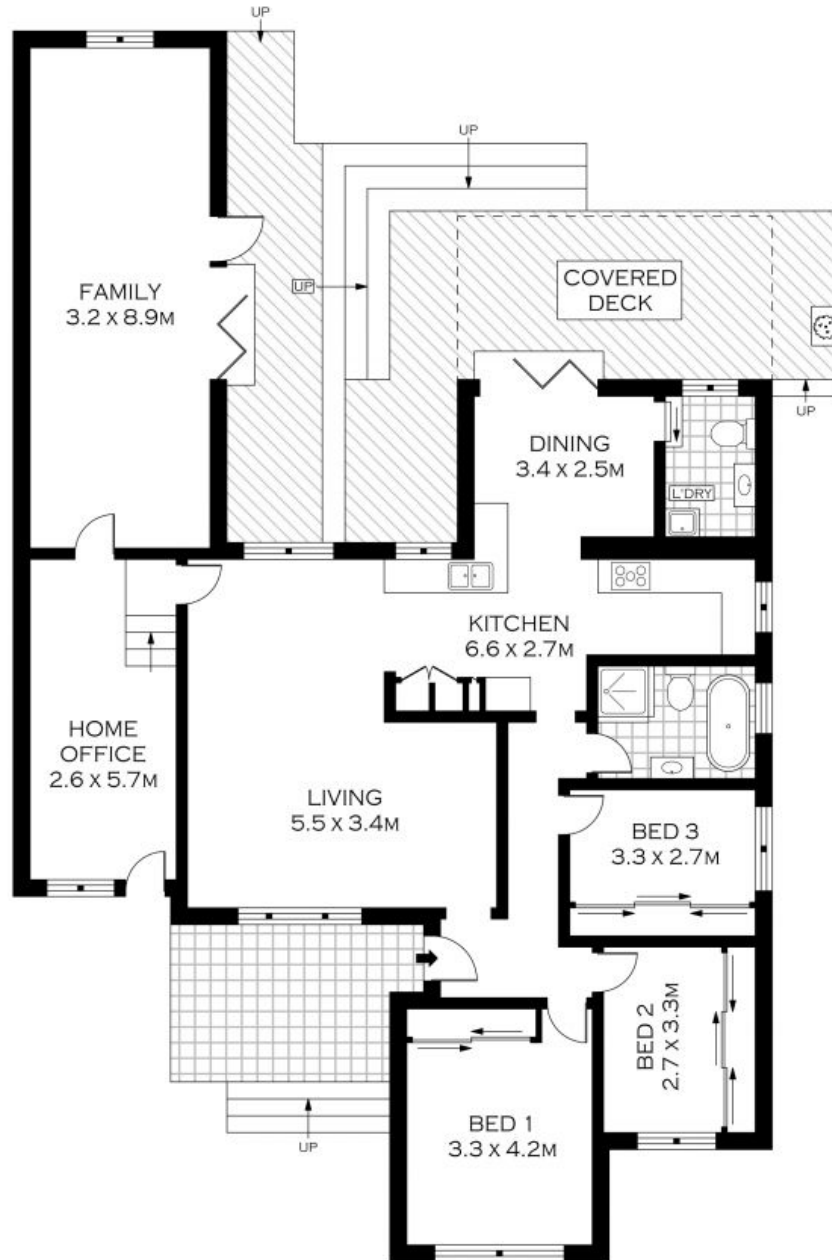 UP
UP
FAMILY
3.2 X 8.9M
UP
COVERED
DECK
UP
DINING
3.4 X 2.5M
L'DRY
KITCHEN
6.6 X 2.7M
HOME
OFFICE
2.6 X 5.7M
LIVING
5.5 X 3.4M
BED 3
3.3 X 2.7M
BED 2
2.7 X 3.3M
BED 1
3.3 X 4.2M
UP